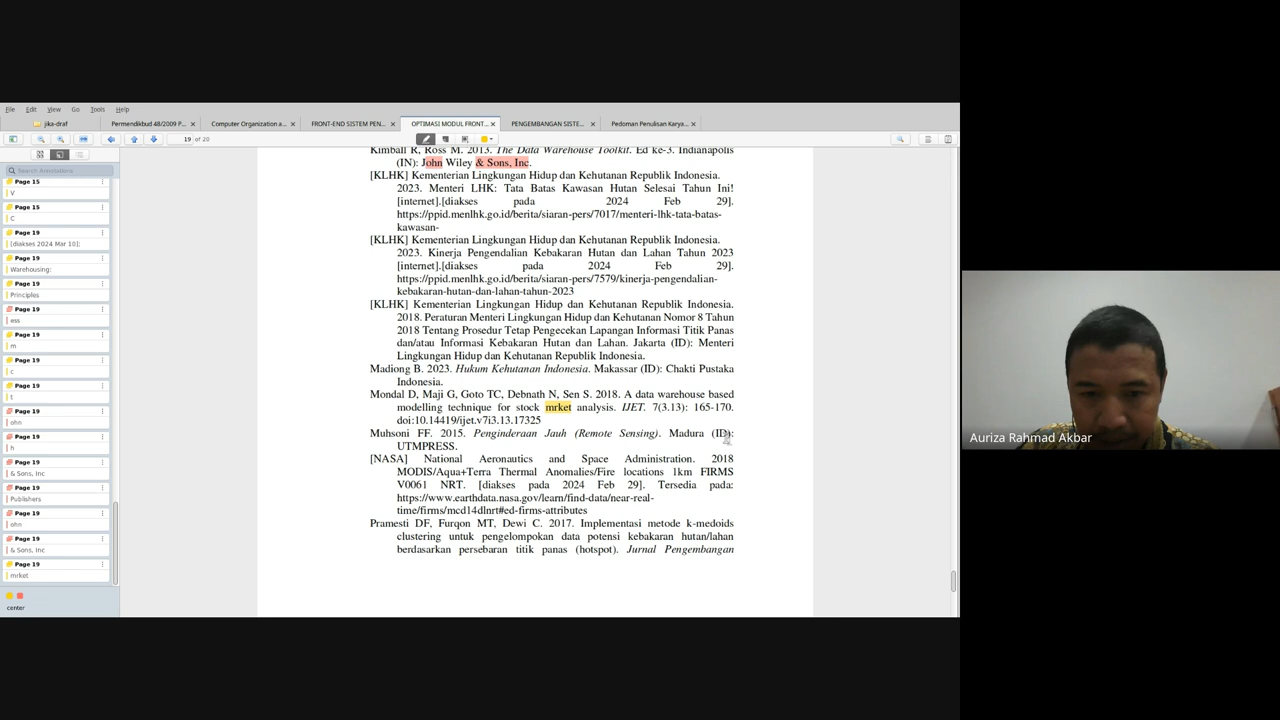 File Edit View Go Tools Help
jika-draf Permendikbud 48/2009 P... Computer Organization a... FRONT-END SISTEM PEN... OPTIMASI MODUL FRONT... PENGEMBANGAN SISTE... Pedoman Penulisan Karya...
19 of 20
Search Annotations
Page 15
V
Page 15
C
Page 19
[diakses 2024 Mar 10];
Page 19
Warehousing:
Page 19
Principles
Page 19
ess
Page 19
m
Page 19
c
Page 19
t
Page 19
ohn
Page 19
h
Page 19
& Sons, Inc
Page 19
Publishers
Page 19
ohn
Page 19
& Sons, Inc
Page 19
mrket
center
Kimball R, Ross M. 2013. The Data Warehouse Toolkit. Ed ke-3. Indianapolis
(IN): John Wiley & Sons, Inc.
[KLHK] Kementerian Lingkungan Hidup dan Kehutanan Republik Indonesia.
2023. Menteri LHK: Tata Batas Kawasan Hutan Selesai Tahun Ini!
[internet].[diakses pada 2024 Feb 29].
https://ppid.menlhk.go.id/berita/siaran-pers/7017/menteri-lhk-tata-batas-
kawasan-
[KLHK] Kementerian Lingkungan Hidup dan Kehutanan Republik Indonesia.
2023. Kinerja Pengendalian Kebakaran Hutan dan Lahan Tahun 2023
[internet].[diakses pada 2024 Feb 29].
https://ppid.menlhk.go.id/berita/siaran-pers/7579/kinerja-pengendalian-
kebakaran-hutan-dan-lahan-tahun-2023
[KLHK] Kementerian Lingkungan Hidup dan Kehutanan Republik Indonesia.
2018. Peraturan Menteri Lingkungan Hidup dan Kehutanan Nomor 8 Tahun
2018 Tentang Prosedur Tetap Pengecekan Lapangan Informasi Titik Panas
dan/atau Informasi Kebakaran Hutan dan Lahan. Jakarta (ID): Menteri
Lingkungan Hidup dan Kehutanan Republik Indonesia.
Madiong B. 2023. Hukum Kehutanan Indonesia. Makassar (ID): Chakti Pustaka
Indonesia.
Mondal D, Maji G, Goto TC, Debnath N, Sen S. 2018. A data warehouse based
modelling technique for stock mrket analysis. IJET. 7(3.13): 165-170.
doi:10.14419/ijet.v7i3.13.17325
Muhsoni FF. 2015. Penginderaan Jauh (Remote Sensing). Madura (ID):
UTMPRESS.
[NASA] National Aeronautics and Space Administration. 2018
MODIS/Aqua+Terra Thermal Anomalies/Fire locations 1km FIRMS
V0061 NRT. [diakses pada 2024 Feb 29]. Tersedia pada:
https://www.earthdata.nasa.gov/learn/find-data/near-real-
time/firms/mcd14dlnrt#ed-firms-attributes
Pramesti DF, Furqon MT, Dewi C. 2017. Implementasi metode k-medoids
clustering untuk pengelompokan data potensi kebakaran hutan/lahan
berdasarkan persebaran titik panas (hotspot). Jurnal Pengembangan
Auriza Rahmad Akbar